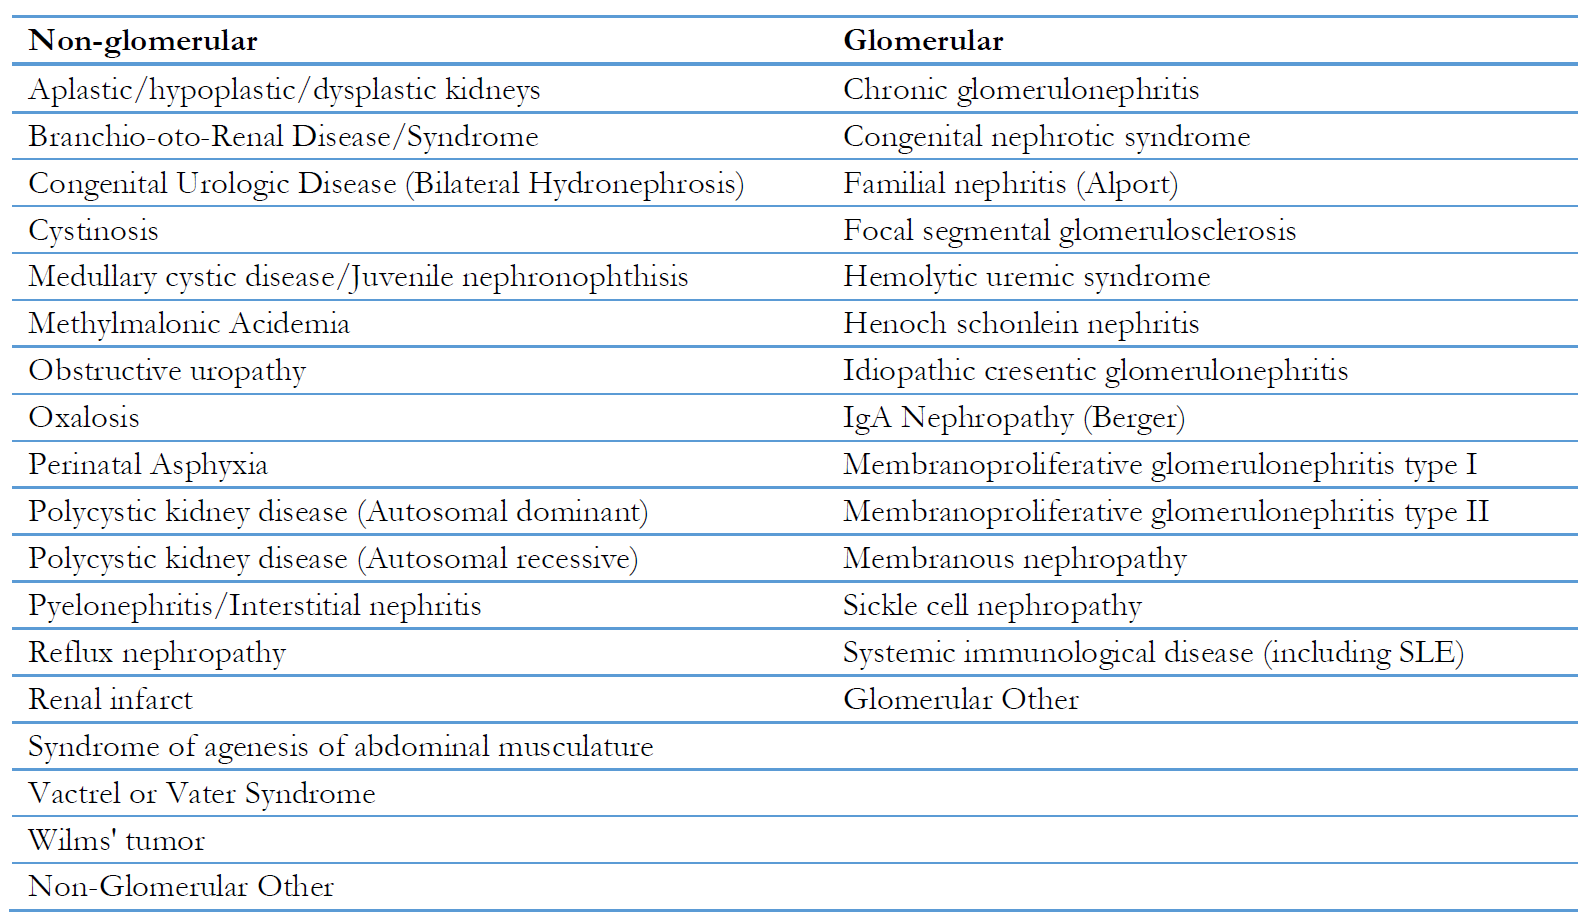 Non-glomerular Glomerular
Aplastic/hypoplastic/dysplastic kidneys Chronic glomerulonephritis
Branchio-oto-Renal Disease/Syndrome Congenital nephrotic syndrome
Congenital Urologic Disease (Bilateral Hydronephrosis) Familial nephritis (Alport)
Cystinosis Focal segmental glomerulosclerosis
Medullary cystic disease/Juvenile nephronophthisis Hemolytic uremic syndrome
Methylmalonic Acidemia Henoch schonlein nephritis
Obstructive uropathy Idiopathic cresentic glomerulonephritis
Oxalosis IgA Nephropathy (Berger)
Perinatal Asphyxia Membranoproliferative glomerulonephritis type I
Polycystic kidney disease (Autosomal dominant) Membranoproliferative glomerulonephritis type II
Polycystic kidney disease (Autosomal recessive) Membranous nephropathy
Pyelonephritis/Interstitial nephritis Sickle cell nephropathy
Reflux nephropathy Systemic immunological disease (including SLE)
Renal infarct Glomerular Other
Syndrome of agenesis of abdominal musculature
Vactrel or Vater Syndrome
Wilms' tumor
Non-Glomerular Other